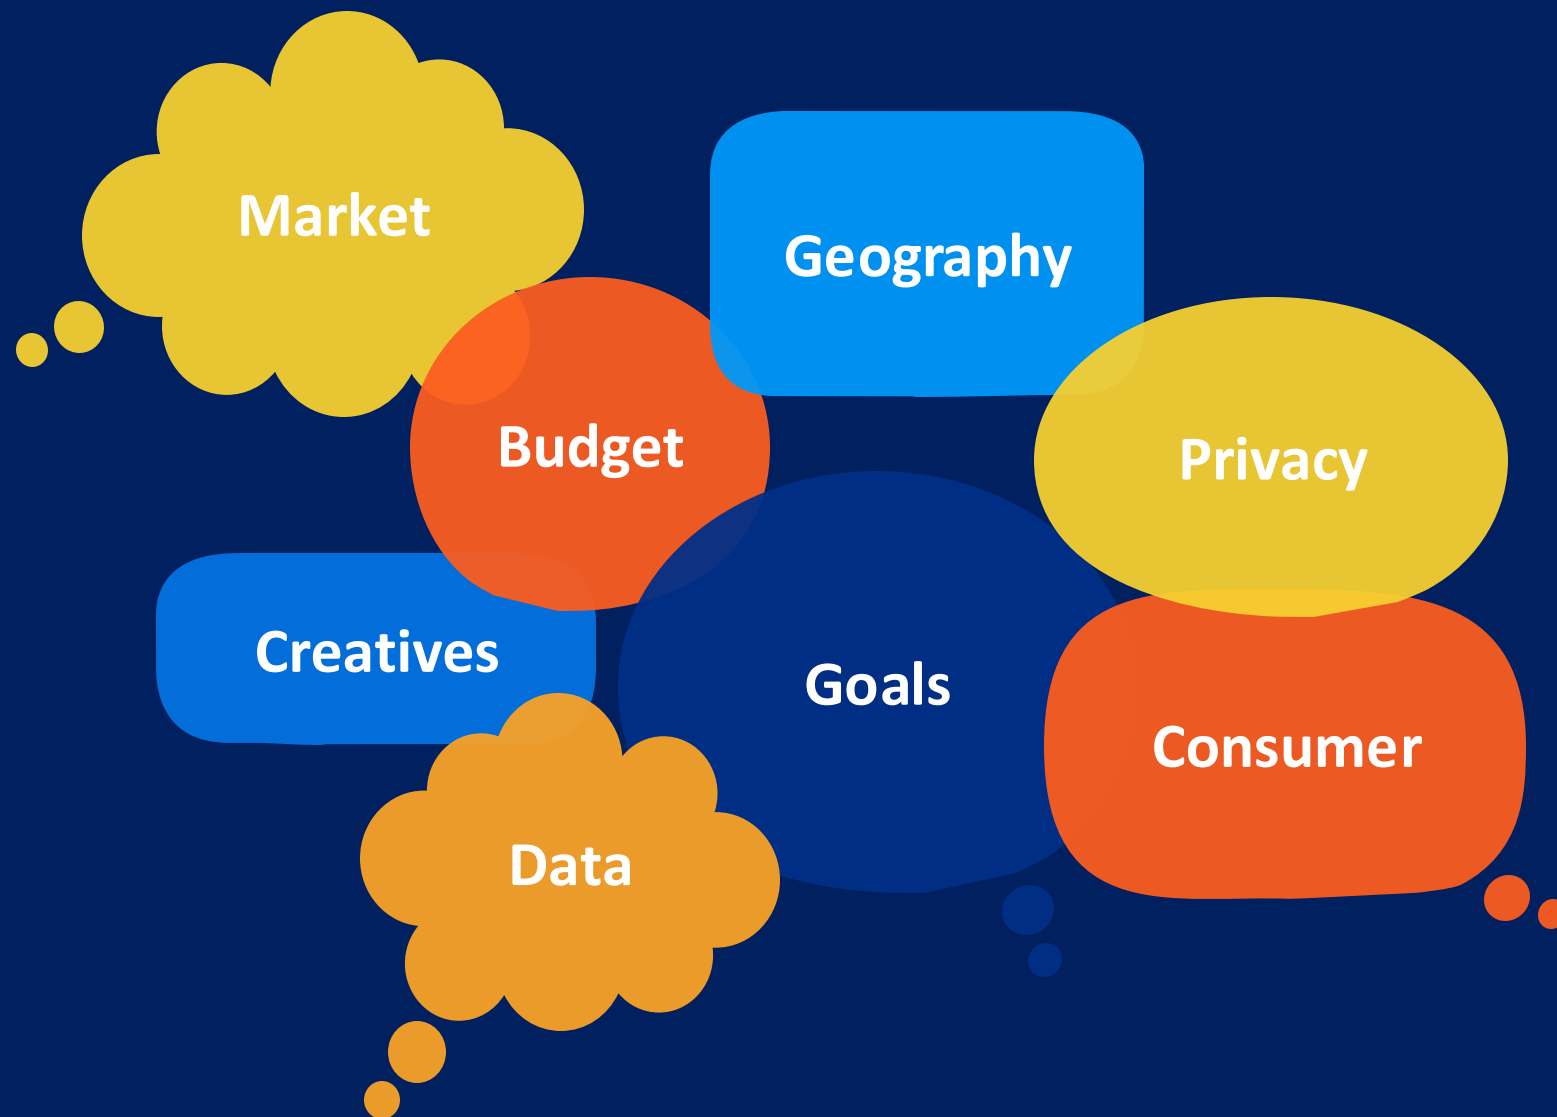 Market
Geography
Budget
Privacy
Creatives
Goals
Consumer
Data